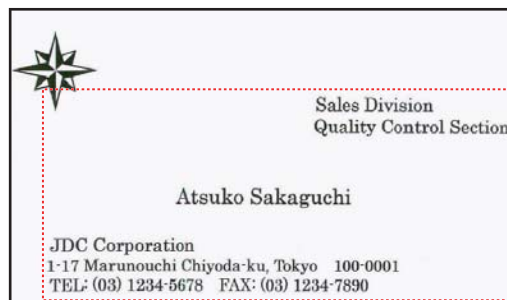 Sales Division
Quality Control Section
Atsuko Sakaguchi
JDC Corporation
1-17 Marunouchi Chiyoda-ku, Tokyo 100-0001
TEL: (03) 1234-5678 FAX: (03) 1234-7890